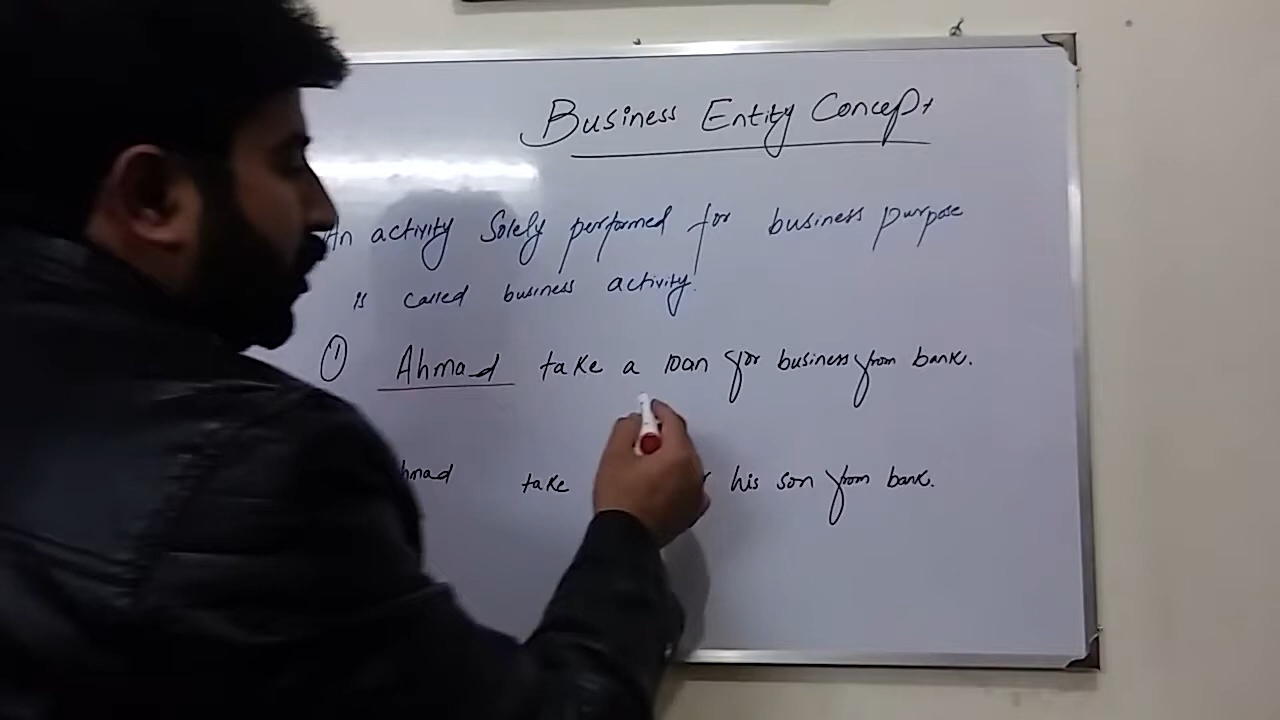 Business Entity Concept
An activity Solely performed for business purpose
is called business activity.
① Ahmad take a loan for business from bank.
hmad take his son from bank.